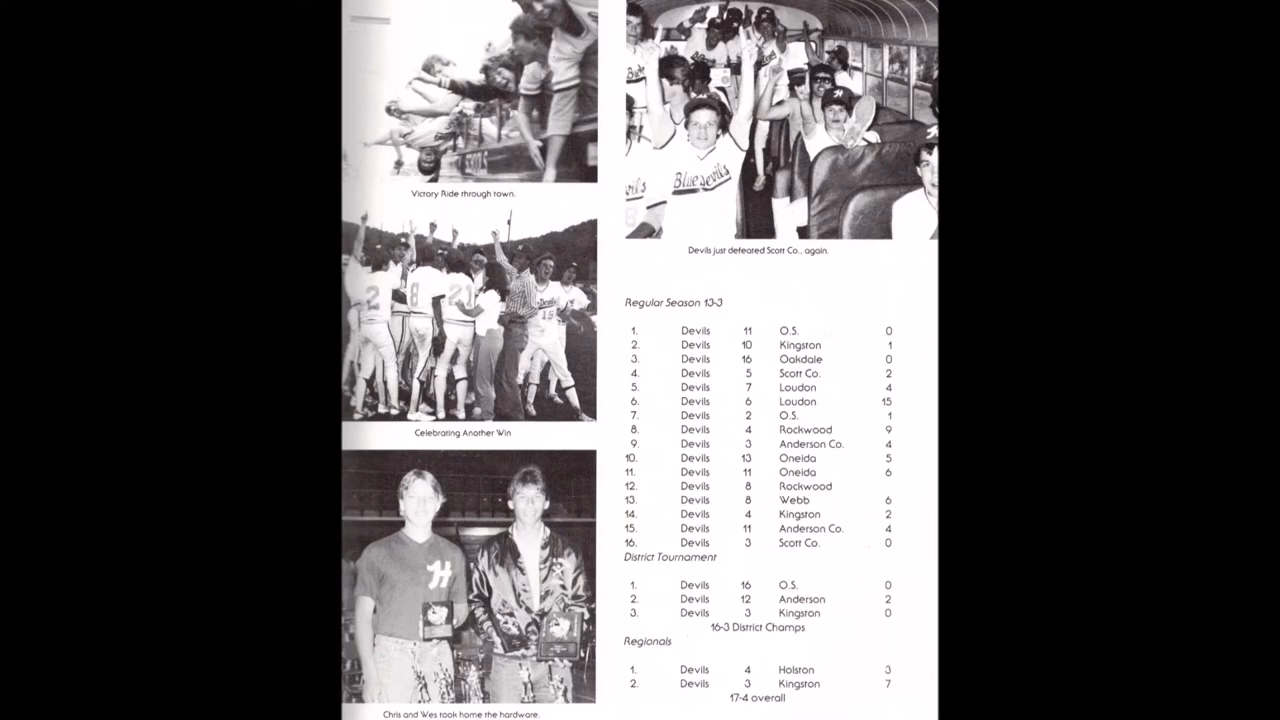 Victory Ride through town.
Celebrating Another Win
Chris and Wes took home the hardware.
Bluedevils
Devils just defeated Scott Co., again.
Regular Season 13-3
1. Devils 11 O.S. 0
2. Devils 10 Kingston 1
3. Devils 16 Oakdale 0
4. Devils 5 Scott Co. 2
5. Devils 7 Loudon 4
6. Devils 6 Loudon 15
7. Devils 2 O.S. 1
8. Devils 4 Rockwood 9
9. Devils 3 Anderson Co. 4
10. Devils 13 Oneida 5
11. Devils 11 Oneida 6
12. Devils 8 Rockwood
13. Devils 8 Webb 6
14. Devils 4 Kingston 2
15. Devils 11 Anderson Co. 4
16. Devils 3 Scott Co. 0
District Tournament
1. Devils 16 O.S. 0
2. Devils 12 Anderson 2
3. Devils 3 Kingston 0
16-3 District Champs
Regionals
1. Devils 4 Holston 3
2. Devils 3 Kingston 7
17-4 overall
2
8
21
Devils
15
H
H